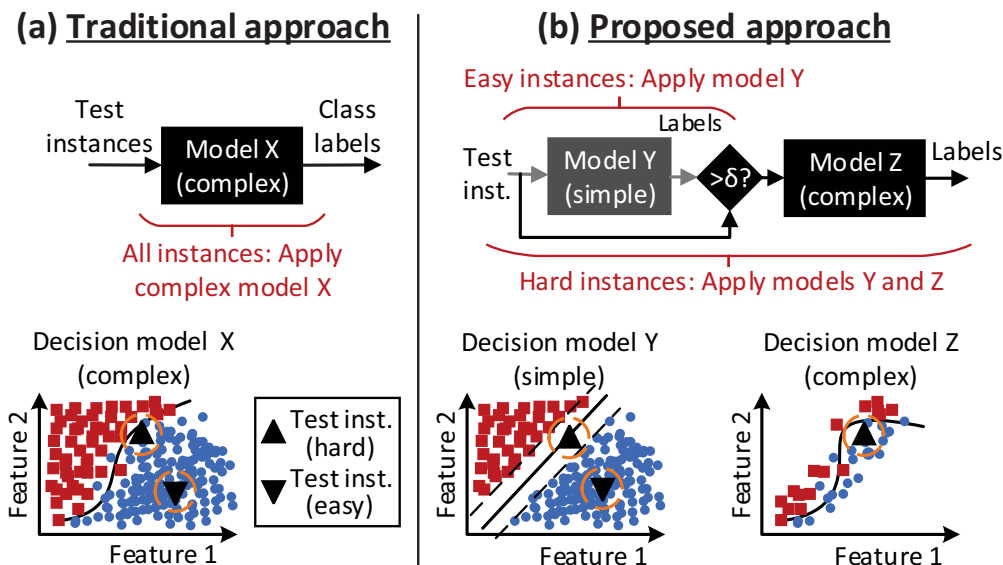 (a) Traditional approach
Test
instances
Model X
(complex)
Class
labels
All instances: Apply
complex model X
Decision model X
(complex)
Feature 2
Feature 1
Test inst.
(hard)
Test inst.
(easy)
(b) Proposed approach
Easy instances: Apply model Y
Labels
Test
inst.
Model Y
(simple)
>δ?
Model Z
(complex)
Labels
Hard instances: Apply models Y and Z
Decision model Y
(simple)
Feature 2
Feature 1
Decision model Z
(complex)
Feature 2
Feature 1